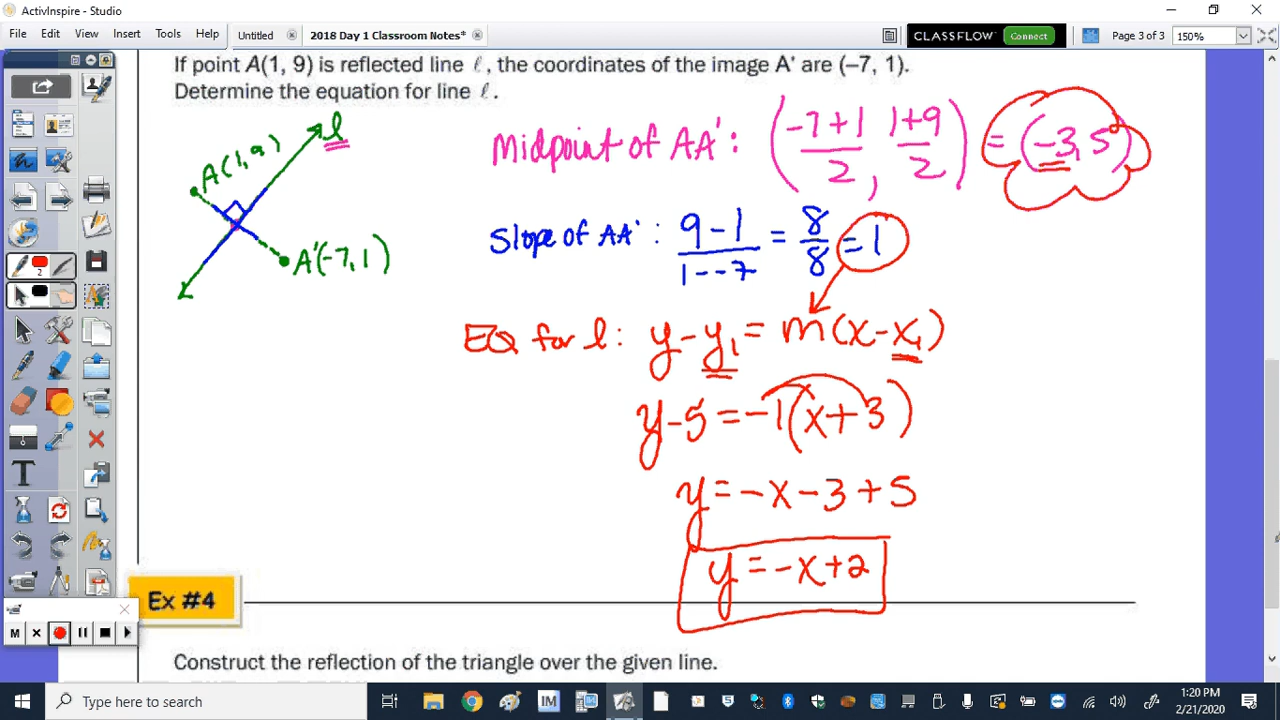 ActivInspire - Studio
File Edit View Insert Tools Help Untitled 2018 Day 1 Classroom Notes* CLASSFLOW Connect Page 3 of 3 150%
If point A(1, 9) is reflected line ℓ, the coordinates of the image A' are (–7, 1).
Determine the equation for line ℓ.
ℓ
A(1,9)
A'(-7,1)
Midpoint of AA': (-7+1/2, 1+9/2) = (-3,5)
Slope of AA': 9-1/1--7 = 8/8 = 1
EQ for ℓ: y-y₁ = m(x-x₁)
y-5=-1(x+3)
y=-x-3+5
y=-x+2
Ex #4
Construct the reflection of the triangle over the given line.
2
T
M
IM
Type here to search
1:20 PM
2/21/2020